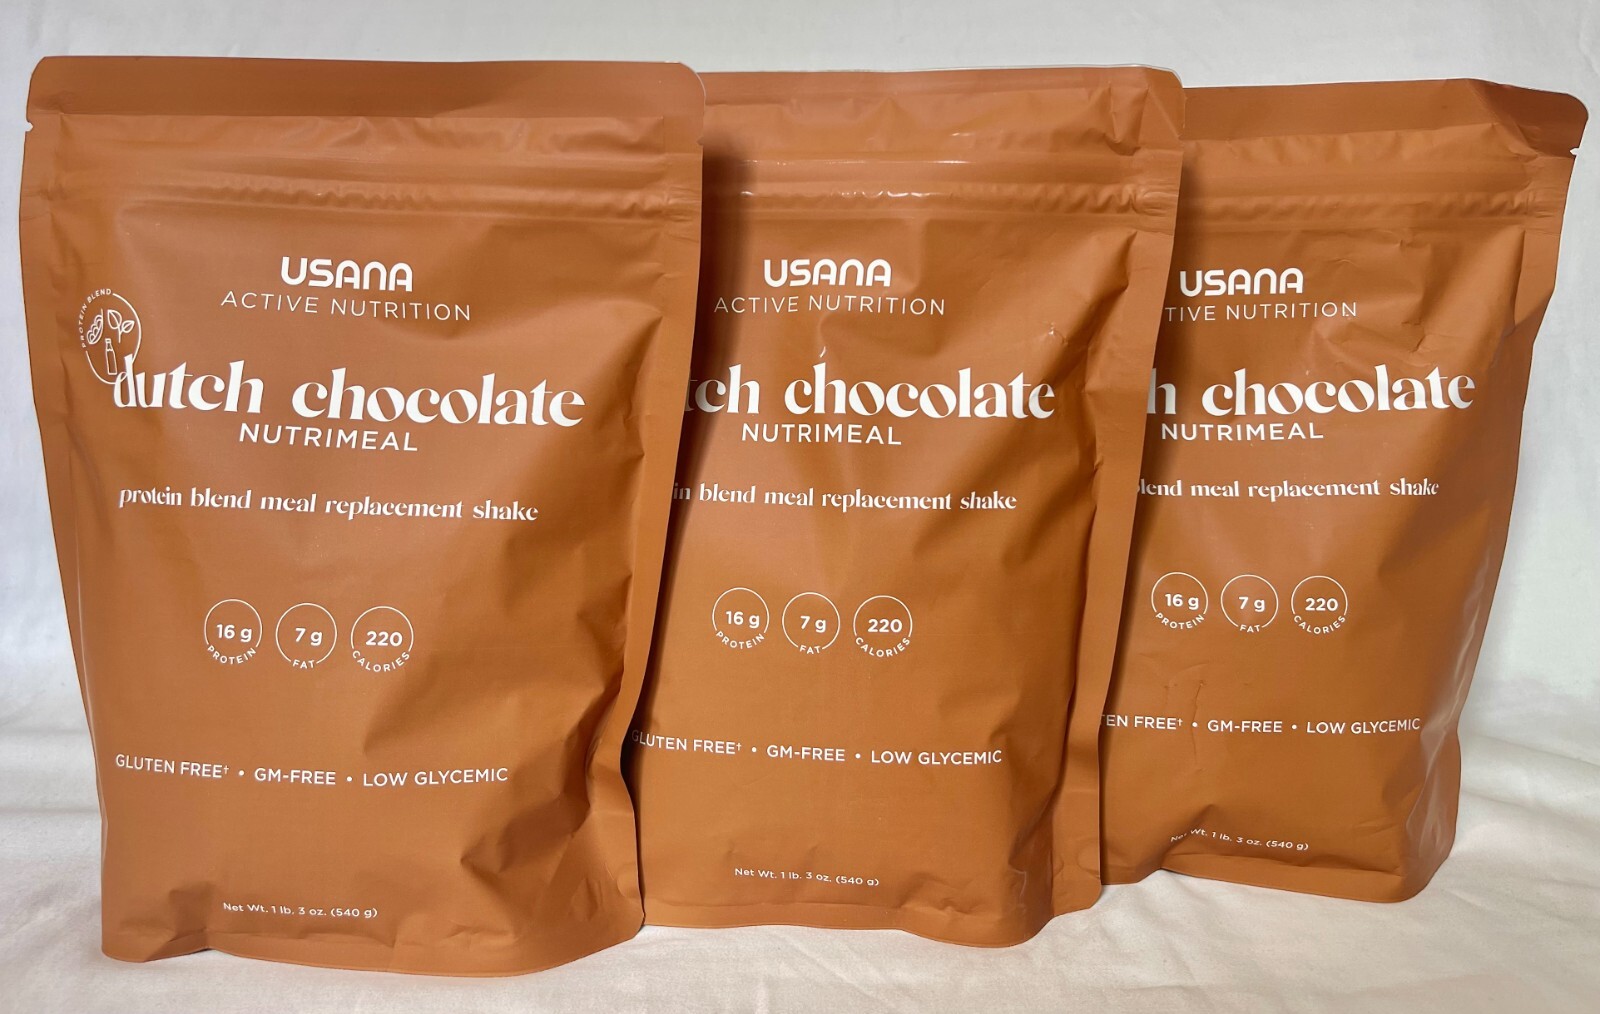 USANA
ACTIVE NUTRITION
PROTEIN BLEND
dutch chocolate
NUTRIMEAL
protein blend meal replacement shake
16 g
PROTEIN
7 g
FAT
220
CALORIES
GLUTEN FREE† • GM-FREE • LOW GLYCEMIC
Net Wt. 1 lb. 3 oz. (540 g)
USANA
ACTIVE NUTRITION
tch chocolate
NUTRIMEAL
in blend meal replacement shake
16 g
PROTEIN
7 g
FAT
220
CALORIES
GLUTEN FREE† • GM-FREE • LOW GLYCEMIC
Net Wt. 1 lb. 3 oz. (540 g)
USANA
TIVE NUTRITION
h chocolate
NUTRIMEAL
lend meal replacement shake
16 g
PROTEIN
7 g
FAT
220
CALORIES
TEN FREE† • GM-FREE • LOW GLYCEMIC
Net Wt. 1 lb. 3 oz. (540 g)